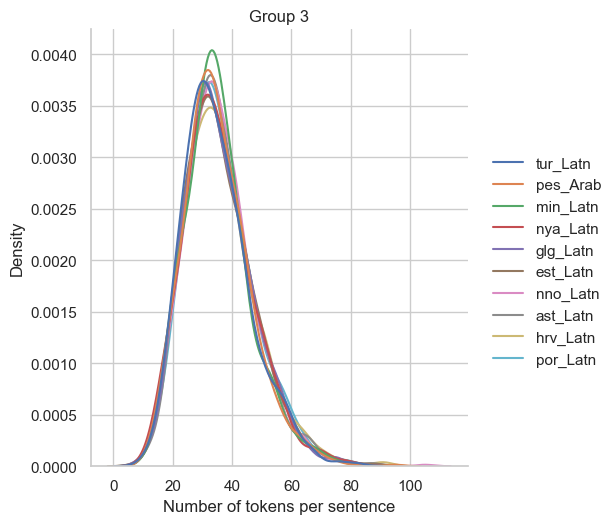 Group 3
0.0040
0.0035
0.0030
0.0025
0.0020
0.0015
0.0010
0.0005
0.0000
Density
0 20 40 60 80 100
Number of tokens per sentence
tur_Latn
pes_Arab
min_Latn
nya_Latn
glg_Latn
est_Latn
nno_Latn
ast_Latn
hrv_Latn
por_Latn